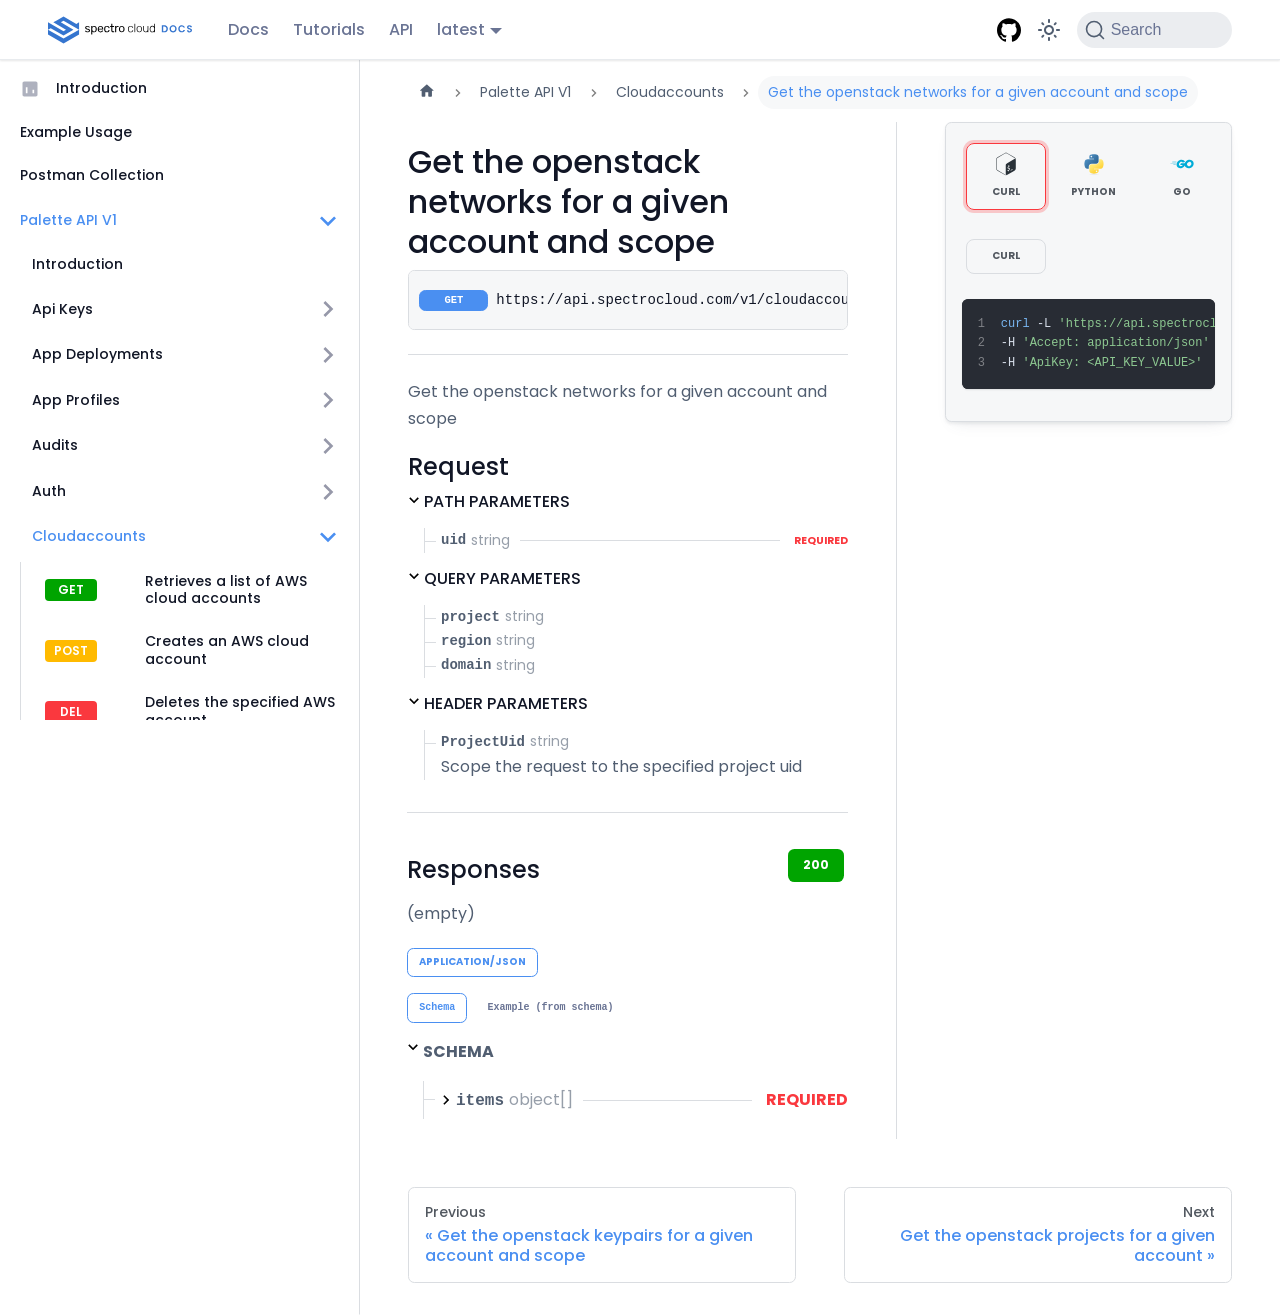 spectro cloud DOCS Docs Tutorials API latest Search
Introduction
Example Usage
Postman Collection
Palette API V1
Introduction
Api Keys
App Deployments
App Profiles
Audits
Auth
Cloudaccounts
GET Retrieves a list of AWS
cloud accounts
POST Creates an AWS cloud
account
DEL Deletes the specified AWS
account
Palette API V1 Cloudaccounts Get the openstack networks for a given account and scope
Get the openstack
networks for a given
account and scope
GET https://api.spectrocloud.com/v1/cloudaccou
Get the openstack networks for a given account and
scope
Request
PATH PARAMETERS
uid string REQUIRED
QUERY PARAMETERS
project string
region string
domain string
HEADER PARAMETERS
ProjectUid string
Scope the request to the specified project uid
Responses 200
(empty)
APPLICATION/JSON
Schema Example (from schema)
SCHEMA
items object[] REQUIRED
CURL PYTHON GO
CURL
1 curl -L 'https://api.spectrocl
2 -H 'Accept: application/json'
3 -H 'ApiKey: <API_KEY_VALUE>'
Previous
« Get the openstack keypairs for a given
account and scope
Next
Get the openstack projects for a given
account »